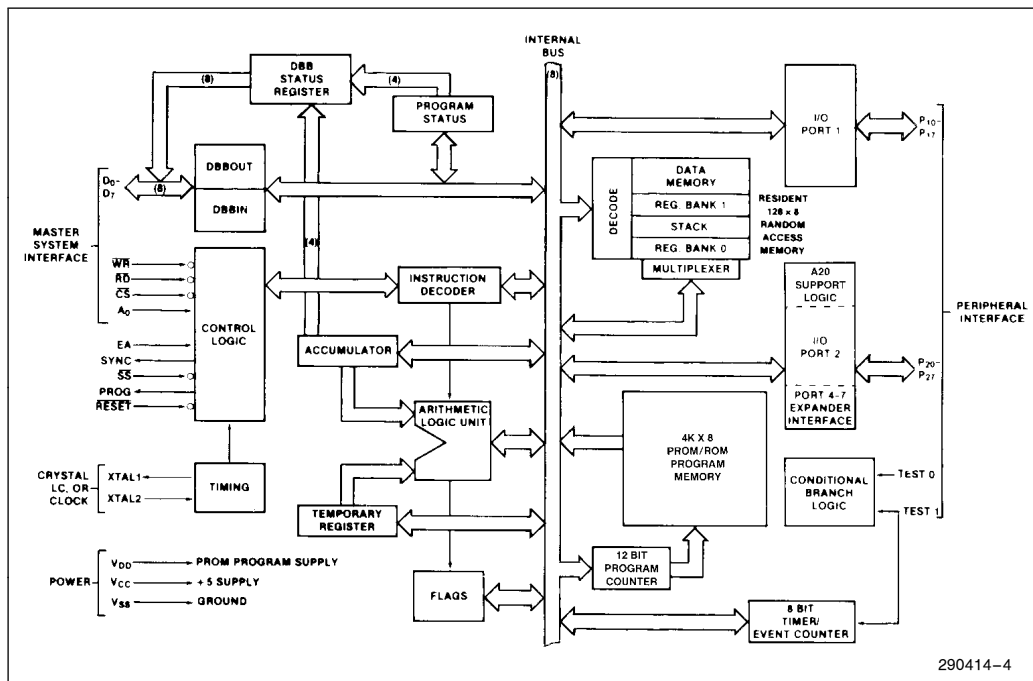 INTERNAL
BUS
(8)
DBB
STATUS
REGISTER
(8)
(4)
PROGRAM
STATUS
I/O
PORT 1
P10-
P17
D0-
D7
(8)
DBBOUT
DBBIN
DECODE
DATA
MEMORY
REG. BANK 1
STACK
REG. BANK 0
MULTIPLEXER
RESIDENT
128 x 8
RANDOM
ACCESS
MEMORY
MASTER
SYSTEM
INTERFACE
WR
RD
CS
A0
EA
SYNC
SS
PROG
RESET
CONTROL
LOGIC
(4)
INSTRUCTION
DECODER
ACCUMULATOR
ARITHMETIC
LOGIC UNIT
A20
SUPPORT
LOGIC
I/O
PORT 2
PORT 4-7
EXPANDER
INTERFACE
P20-
P27
PERIPHERAL
INTERFACE
4K X 8
PROM/ROM
PROGRAM
MEMORY
CONDITIONAL
BRANCH
LOGIC
TEST 0
TEST 1
CRYSTAL
LC, OR
CLOCK
XTAL1
XTAL2
TIMING
TEMPORARY
REGISTER
POWER
VDD
PROM PROGRAM SUPPLY
VCC
+5 SUPPLY
VSS
GROUND
FLAGS
12 BIT
PROGRAM
COUNTER
8 BIT
TIMER/
EVENT COUNTER
290414-4